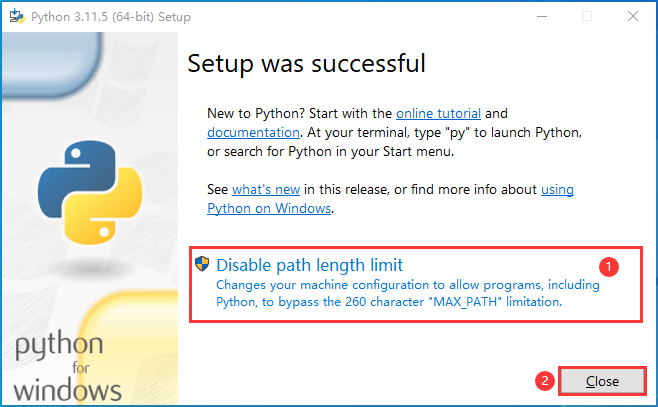 Python 3.11.5 (64-bit) Setup
Setup was successful
New to Python? Start with the online tutorial and
documentation. At your terminal, type "py" to launch Python,
or search for Python in your Start menu.
See what's new in this release, or find more info about using
Python on Windows.
Disable path length limit
1
Changes your machine configuration to allow programs, including
Python, to bypass the 260 character "MAX_PATH" limitation.
python
for
windows
2
Close